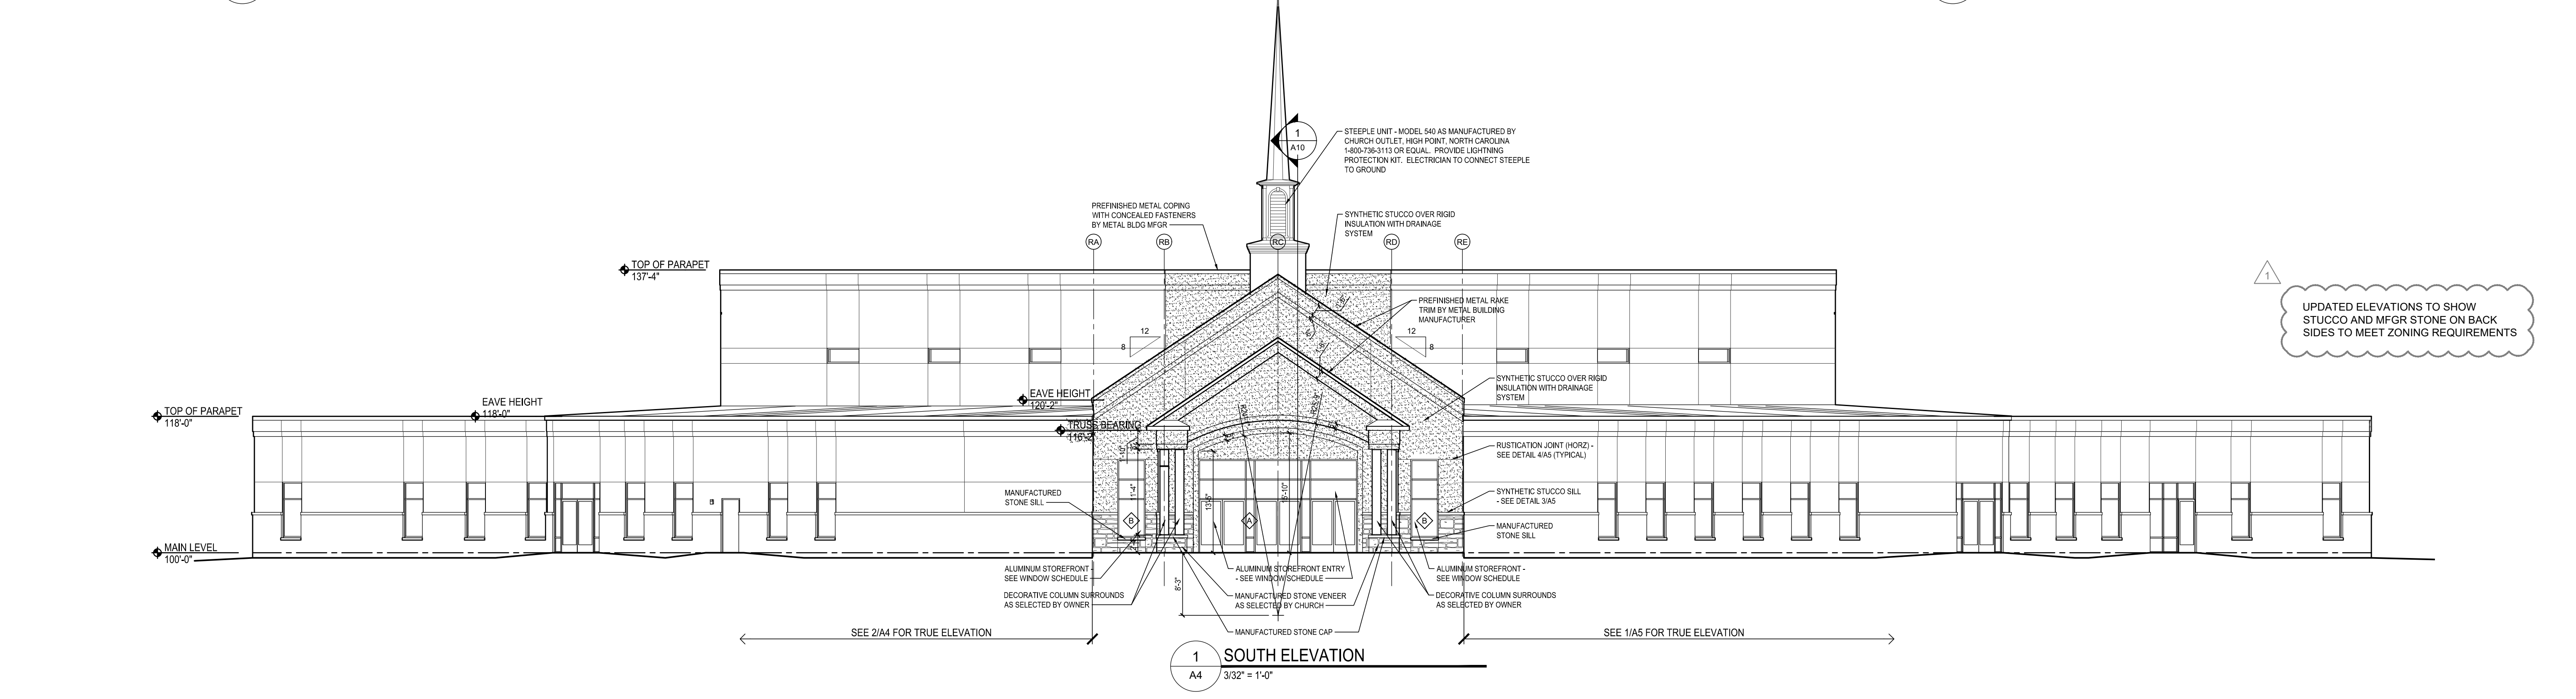 1
A10
STEEPLE UNIT - MODEL 540 AS MANUFACTURED BY
CHURCH OUTLET, HIGH POINT, NORTH CAROLINA
1-800-736-3113 OR EQUAL.  PROVIDE LIGHTNING
PROTECTION KIT.  ELECTRICIAN TO CONNECT STEEPLE
TO GROUND
PREFINISHED METAL COPING
WITH CONCEALED FASTENERS
BY METAL BLDG MFGR
SYNTHETIC STUCCO OVER RIGID
INSULATION WITH DRAINAGE
SYSTEM
RA
RB
RC
RD
RE
TOP OF PARAPET
137'-4"
1
UPDATED ELEVATIONS TO SHOW
STUCCO AND MFGR STONE ON BACK
SIDES TO MEET ZONING REQUIREMENTS
PREFINISHED METAL RAKE
TRIM BY METAL BUILDING
MANUFACTURER
12
8
12
8
SYNTHETIC STUCCO OVER RIGID
INSULATION WITH DRAINAGE
SYSTEM
EAVE HEIGHT
120'-2"
EAVE HEIGHT
118'-0"
TOP OF PARAPET
118'-0"
TRUSS BEARING
116'-2"
RUSTICATION JOINT (HORZ) -
SEE DETAIL 4/A5 (TYPICAL)
11'-4"
13'-6"
15'-10"
MANUFACTURED
STONE SILL
SYNTHETIC STUCCO SILL
- SEE DETAIL 3/A5
B
A
B
MANUFACTURED
STONE SILL
MAIN LEVEL
100'-0"
ALUMINUM STOREFRONT -
SEE WINDOW SCHEDULE
ALUMINUM STOREFRONT ENTRY
- SEE WINDOW SCHEDULE
ALUMINUM STOREFRONT -
SEE WINDOW SCHEDULE
8'-3"
DECORATIVE COLUMN SURROUNDS
AS SELECTED BY OWNER
MANUFACTURED STONE VENEER
AS SELECTED BY CHURCH
DECORATIVE COLUMN SURROUNDS
AS SELECTED BY OWNER
MANUFACTURED STONE CAP
SEE 2/A4 FOR TRUE ELEVATION
SEE 1/A5 FOR TRUE ELEVATION
1
A4
SOUTH ELEVATION
3/32" = 1'-0"